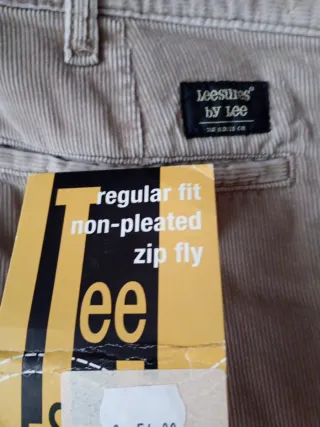 Leesures®
by Lee
regular fit
non-pleated
zip fly
Lee